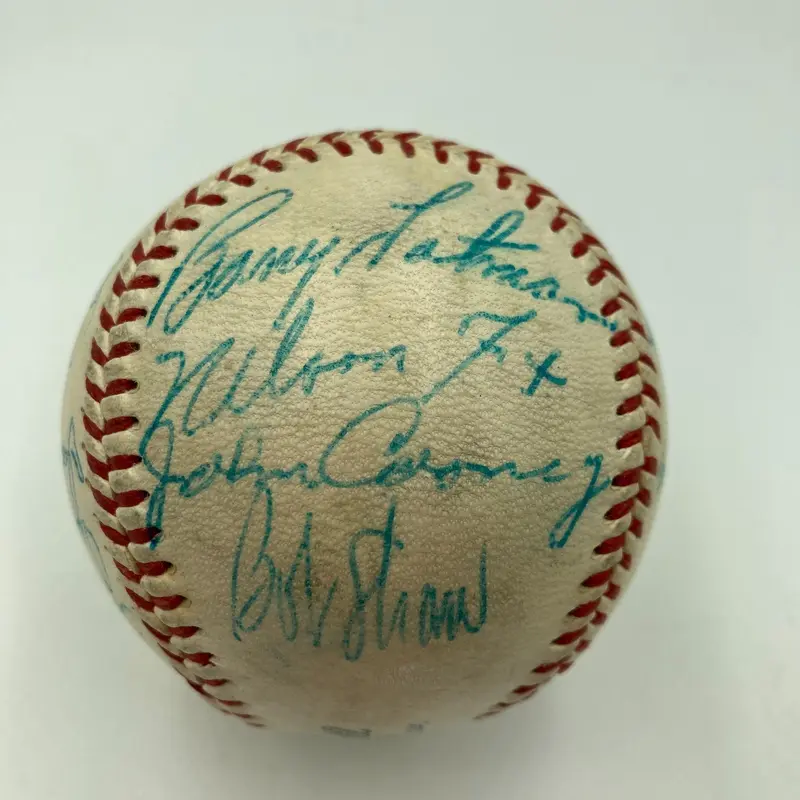 Barry Latman
Nelson Fox
John Cooney
Bob Shaw